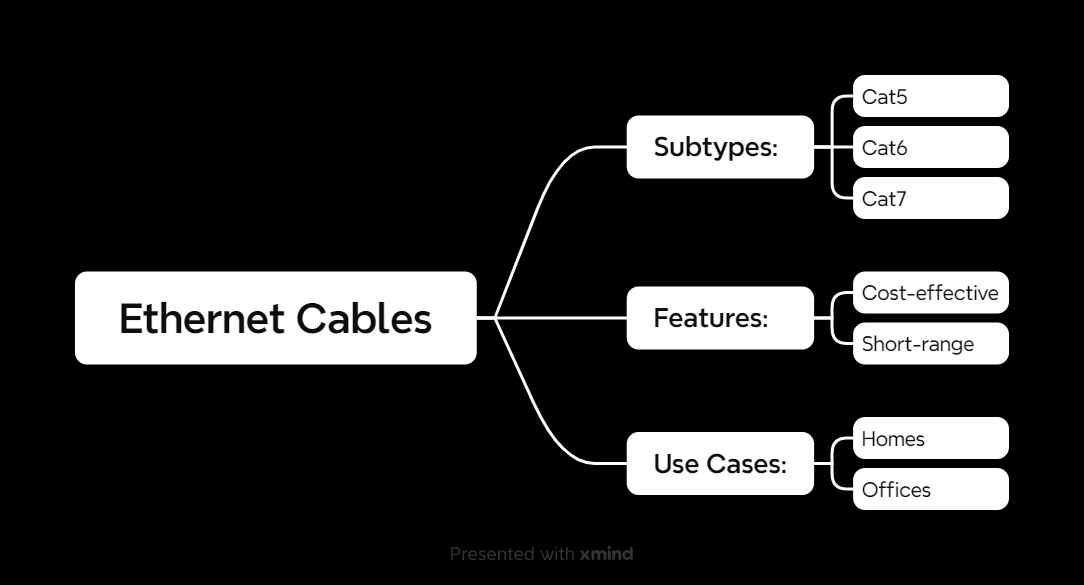 Ethernet Cables
Subtypes:
Cat5
Cat6
Cat7
Features:
Cost-effective
Short-range
Use Cases:
Homes
Offices
Presented with xmind